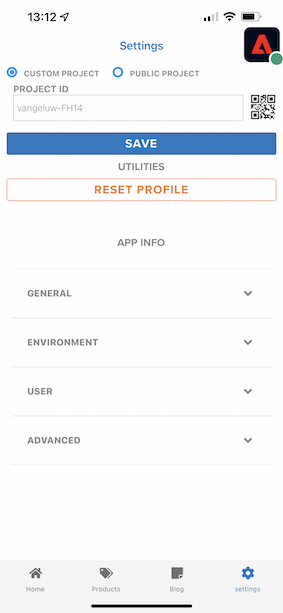 13:12
Settings
CUSTOM PROJECT PUBLIC PROJECT
PROJECT ID
vangeluw-FH14
SAVE
UTILITIES
RESET PROFILE
APP INFO
GENERAL
ENVIRONMENT
USER
ADVANCED
Home Products Blog settings